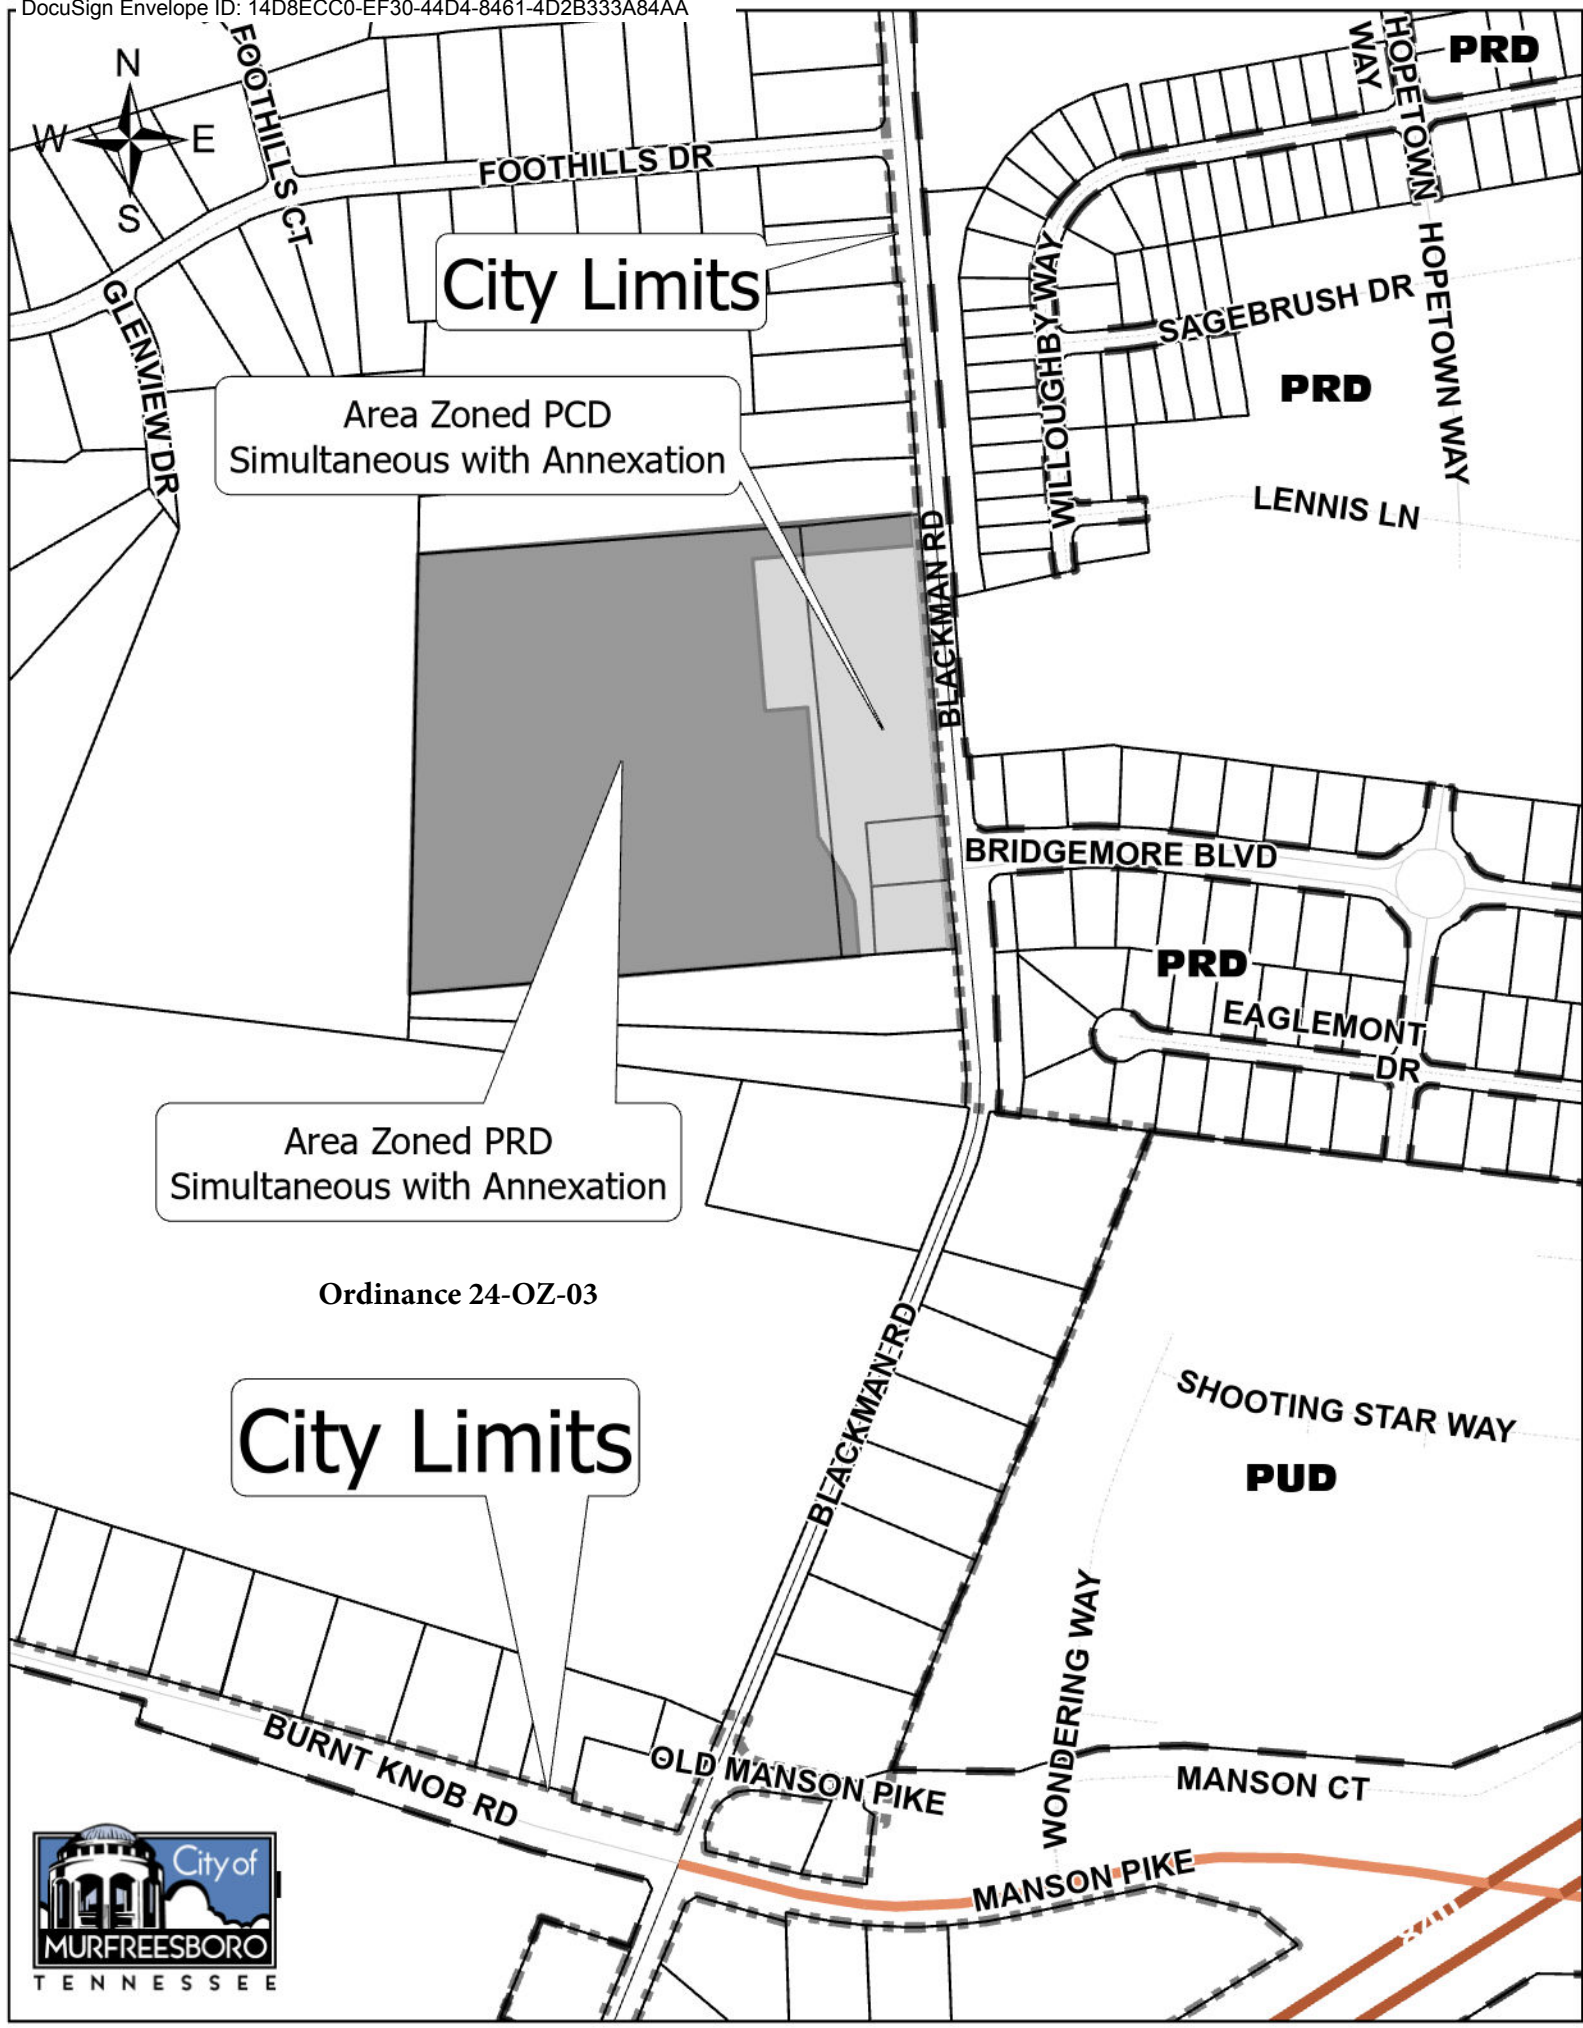 DocuSign Envelope ID: 14D8ECC0-EF30-44D4-8461-4D2B333A84AA
N
W
E
S
FOOTHILLS CT
FOOTHILLS DR
HOPETOWN WAY
PRD
HOPETOWN
City Limits
GLENVIEW DR
WILLOUGHBY WAY
SAGEBRUSH DR
HOPETOWN WAY
PRD
Area Zoned PCD
Simultaneous with Annexation
LENNIS LN
BLACKMAN RD
BRIDGEMORE BLVD
PRD
EAGLEMONT
DR
Area Zoned PRD
Simultaneous with Annexation
Ordinance 24-OZ-03
BLACKMAN RD
City Limits
SHOOTING STAR WAY
PUD
WONDERING WAY
BURNT KNOB RD
OLD MANSON PIKE
MANSON CT
MANSON PIKE
City of
MURFREESBORO
TENNESSEE